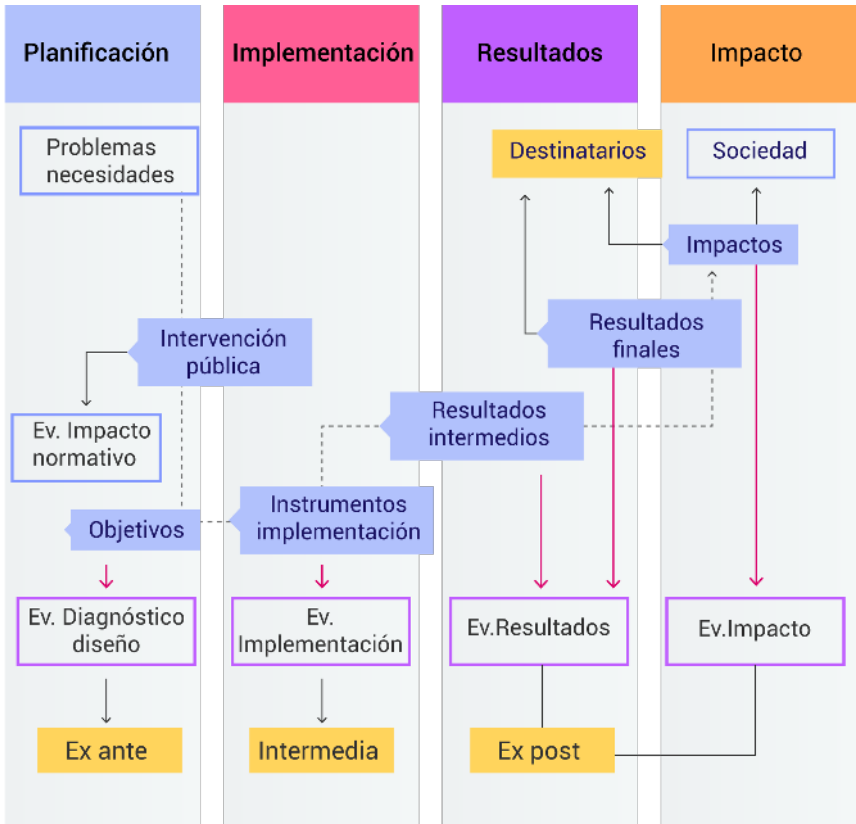 Planificación
Implementación
Resultados
Impacto
Problemas
necesidades
Destinatarios
Sociedad
Impactos
Intervención
pública
Resultados
finales
Ev. Impacto
normativo
Resultados
intermedios
Objetivos
Instrumentos
implementación
Ev. Diagnóstico
diseño
Ev.
Implementación
Ev.Resultados
Ev.Impacto
Ex ante
Intermedia
Ex post